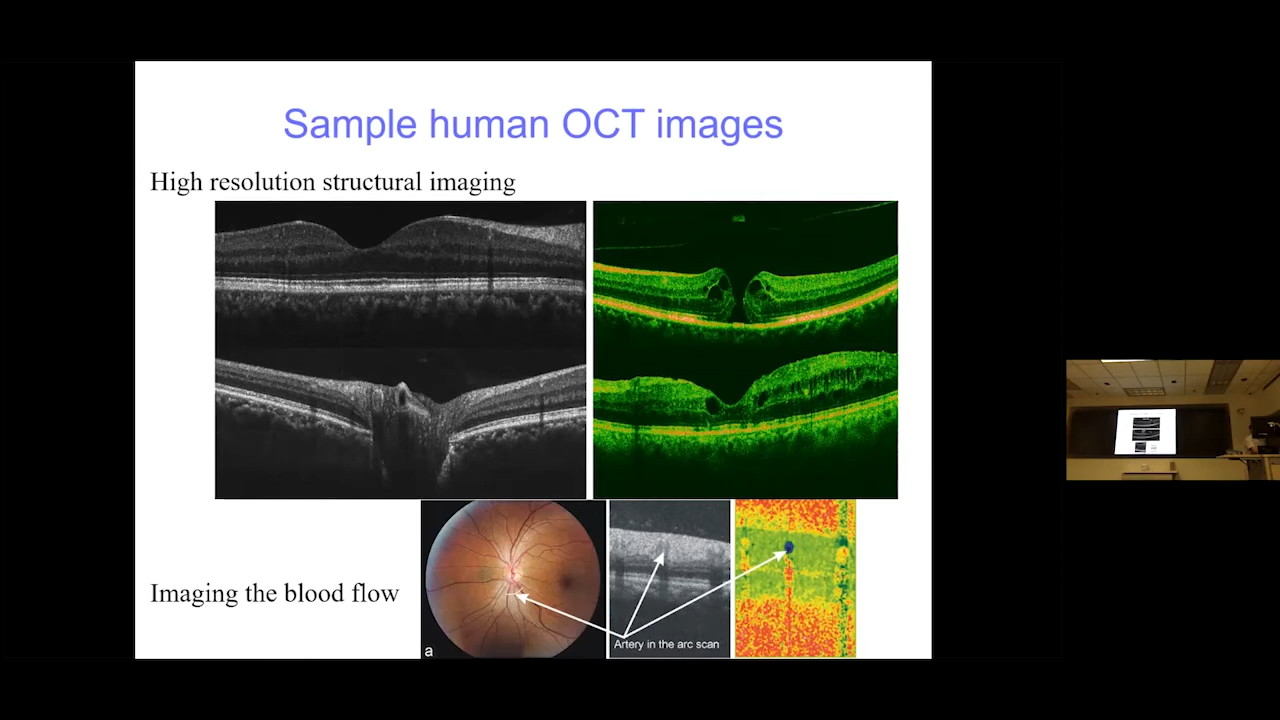 Sample human OCT images
High resolution structural imaging
Imaging the blood flow
a
Artery in the arc scan